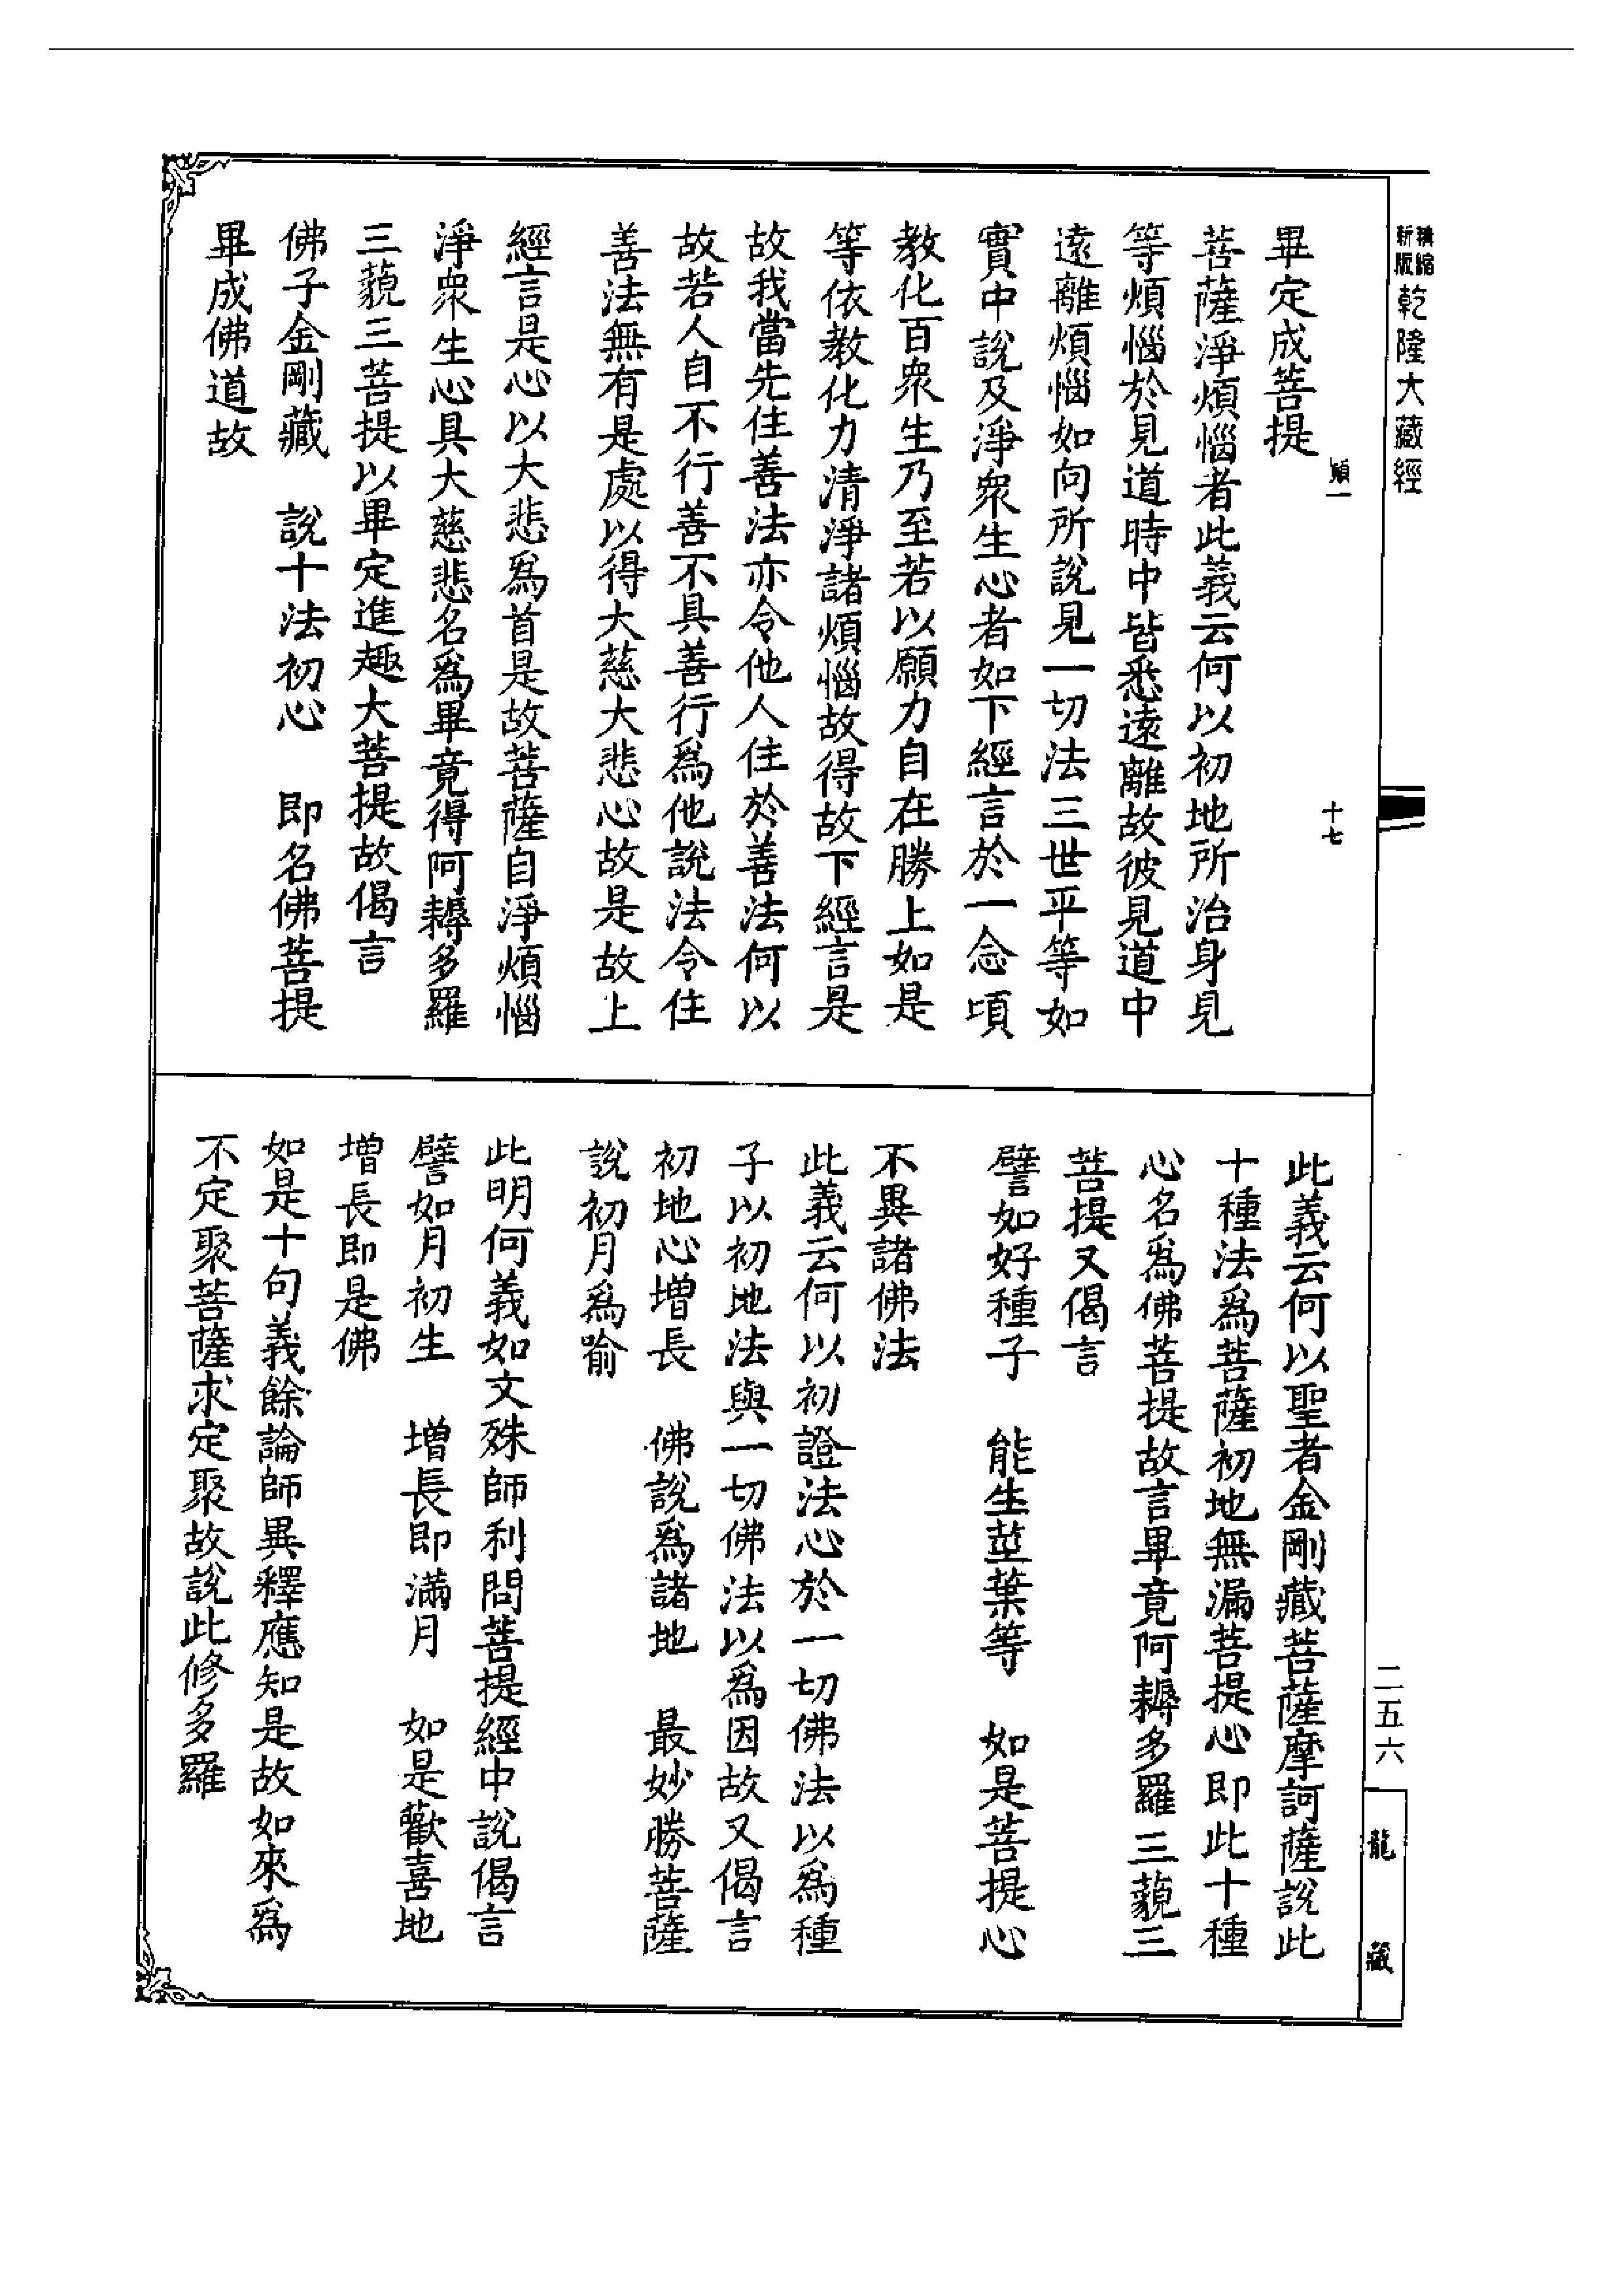 精縮
新版
乾隆大藏經
顯一
十七
畢定成菩提
菩薩淨煩惱者此義云何以初地所治身見
等煩惱於見道時中皆悉遠離故彼見道中
遠離煩惱如向所說見一切法三世平等如
實中說及淨衆生心者如下經言於一念頃
教化百衆生乃至若以願力自在勝上如是
等依教化力清淨諸煩惱故得故下經言是
故我當先住善法亦令他人住於善法何以
故若人自不行善不具善行爲他說法令住
善法無有是處以得大慈大悲心故是故上
經言是心以大悲爲首是故菩薩自淨煩惱
淨衆生心具大慈悲名爲畢竟得阿耨多羅
三藐三菩提以畢定進趣大菩提故偈言
佛子金剛藏　說十法初心　即名佛菩提
畢成佛道故
此義云何以聖者金剛藏菩薩摩訶薩說此
十種法爲菩薩初地無漏菩提心即此十種
心名爲佛菩提故言畢竟阿耨多羅三藐三
菩提又偈言
譬如好種子　能生莖葉等　如是菩提心
不異諸佛法
此義云何以初證法心於一切佛法以爲種
子以初地法與一切佛法以爲因故又偈言
初地心增長　佛說爲諸地　最妙勝菩薩
說初月爲喻
此明何義如文殊師利問菩提經中說偈言
譬如月初生　增長即滿月　如是歡喜地
增長即是佛
如是十句義餘論師異釋應知是故如來爲
不定聚菩薩求定聚故說此修多羅
二五六
龍藏